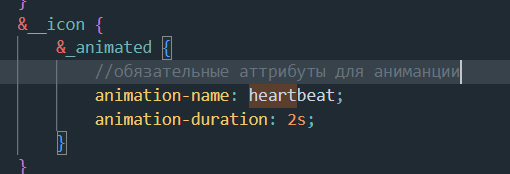 }
&__icon {
&_animated {
//обязательные аттрибуты для аниманции
animation-name: heartbeat;
animation-duration: 2s;
}
}